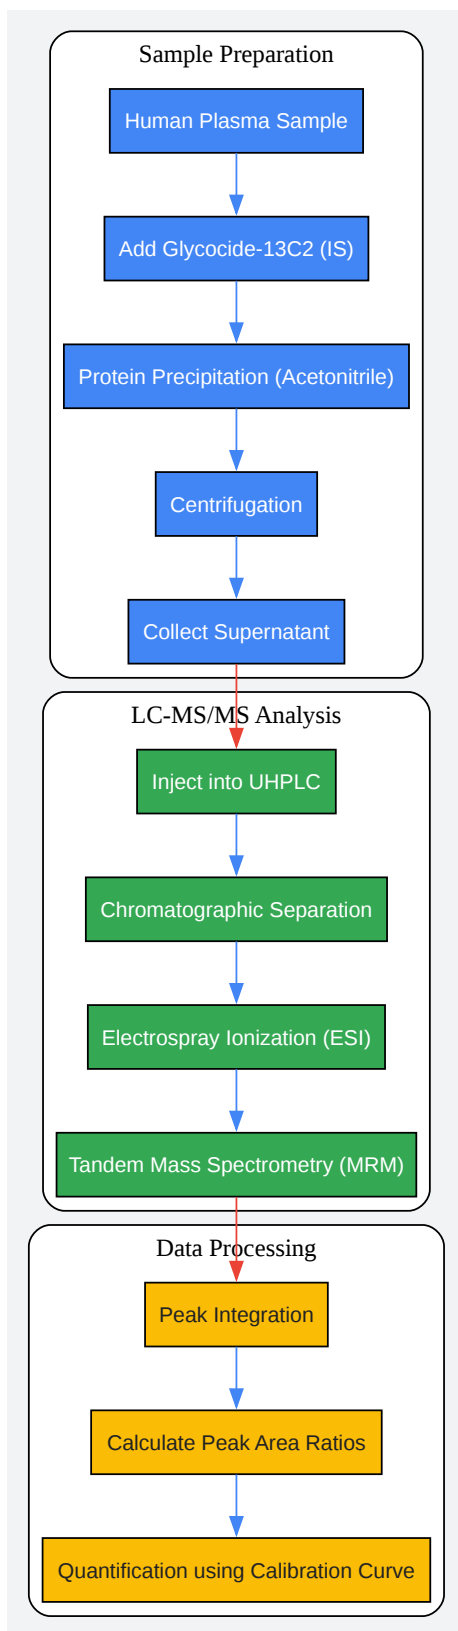 Sample Preparation
Human Plasma Sample
Add Glycocide-13C2 (IS)
Protein Precipitation (Acetonitrile)
Centrifugation
Collect Supernatant
LC-MS/MS Analysis
Inject into UHPLC
Chromatographic Separation
Electrospray Ionization (ESI)
Tandem Mass Spectrometry (MRM)
Data Processing
Peak Integration
Calculate Peak Area Ratios
Quantification using Calibration Curve